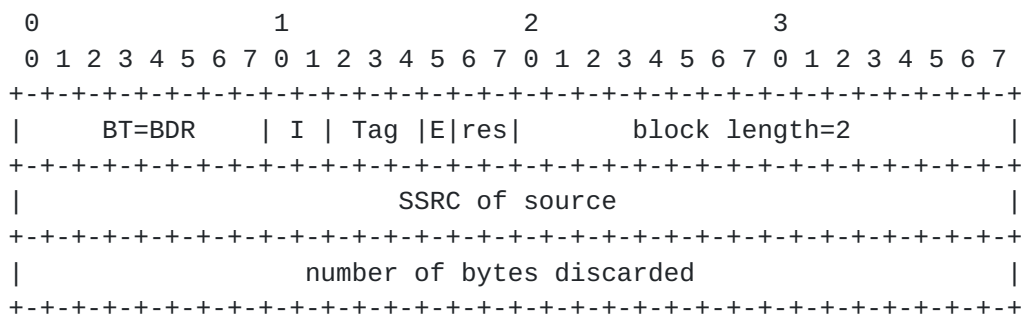 0               1               2               3
 0 1 2 3 4 5 6 7 0 1 2 3 4 5 6 7 0 1 2 3 4 5 6 7 0 1 2 3 4 5 6 7
+-+-+-+-+-+-+-+-+-+-+-+-+-+-+-+-+-+-+-+-+-+-+-+-+-+-+-+-+-+-+-+-+
|     BT=BDR    | I | Tag |E|res|       block length=2          |
+-+-+-+-+-+-+-+-+-+-+-+-+-+-+-+-+-+-+-+-+-+-+-+-+-+-+-+-+-+-+-+-+
|                        SSRC of source                         |
+-+-+-+-+-+-+-+-+-+-+-+-+-+-+-+-+-+-+-+-+-+-+-+-+-+-+-+-+-+-+-+-+
|                  number of bytes discarded                    |
+-+-+-+-+-+-+-+-+-+-+-+-+-+-+-+-+-+-+-+-+-+-+-+-+-+-+-+-+-+-+-+-+